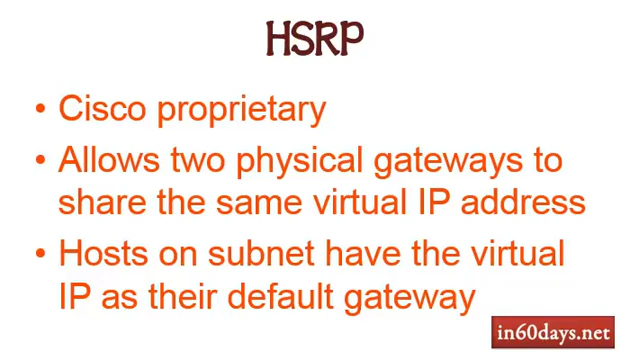 HSRP
• Cisco proprietary
• Allows two physical gateways to
share the same virtual IP address
• Hosts on subnet have the virtual
IP as their default gateway
in60days.net